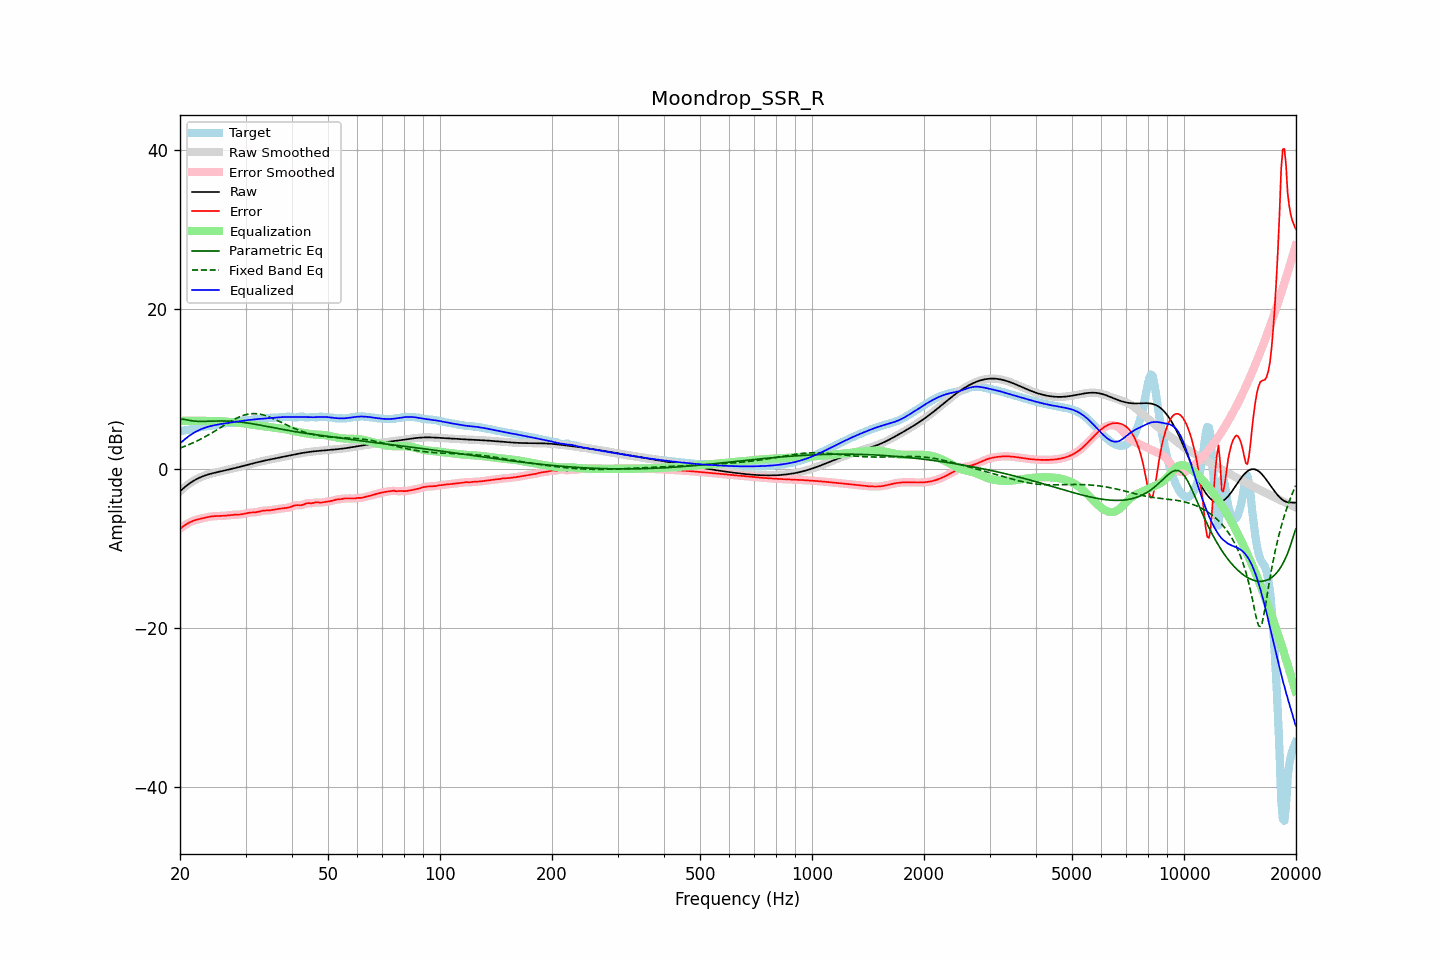 Moondrop_SSR_R
Target
Raw Smoothed
Error Smoothed
Raw
Error
Equalization
Parametric Eq
Fixed Band Eq
Equalized
40
20
0
−20
−40
Amplitude (dBr)
20
50
100
200
500
1000
2000
5000
10000
20000
Frequency (Hz)